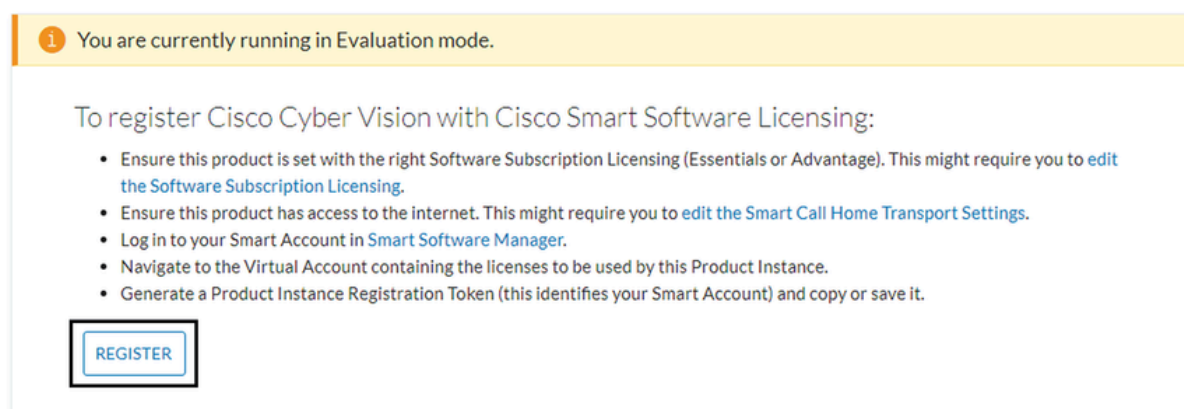 You are currently running in Evaluation mode.
To register Cisco Cyber Vision with Cisco Smart Software Licensing:
• Ensure this product is set with the right Software Subscription Licensing (Essentials or Advantage). This might require you to edit
the Software Subscription Licensing.
• Ensure this product has access to the internet. This might require you to edit the Smart Call Home Transport Settings.
• Log in to your Smart Account in Smart Software Manager.
• Navigate to the Virtual Account containing the licenses to be used by this Product Instance.
• Generate a Product Instance Registration Token (this identifies your Smart Account) and copy or save it.
REGISTER